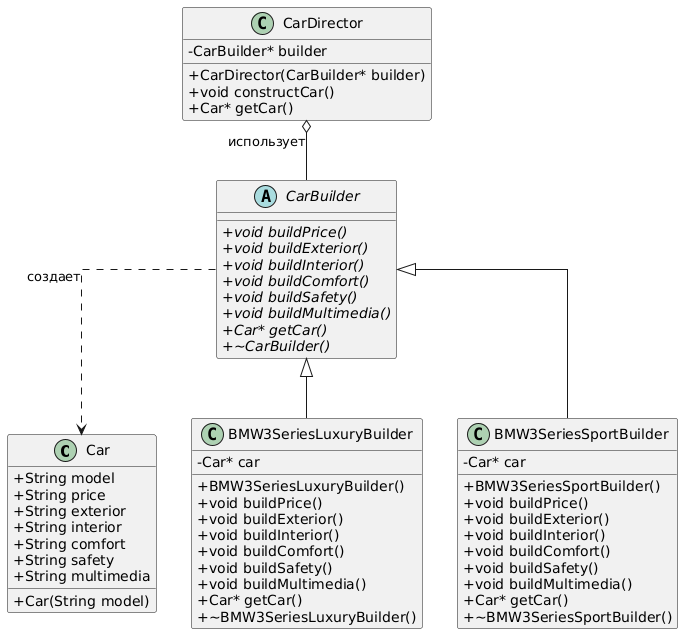 C CarDirector
-CarBuilder* builder
+CarDirector(CarBuilder* builder)
+void constructCar()
+Car* getCar()
использует
A CarBuilder
+void buildPrice()
+void buildExterior()
+void buildInterior()
+void buildComfort()
+void buildSafety()
+void buildMultimedia()
+Car* getCar()
+~CarBuilder()
создает
C Car
+String model
+String price
+String exterior
+String interior
+String comfort
+String safety
+String multimedia
+Car(String model)
C BMW3SeriesLuxuryBuilder
-Car* car
+BMW3SeriesLuxuryBuilder()
+void buildPrice()
+void buildExterior()
+void buildInterior()
+void buildComfort()
+void buildSafety()
+void buildMultimedia()
+Car* getCar()
+~BMW3SeriesLuxuryBuilder()
C BMW3SeriesSportBuilder
-Car* car
+BMW3SeriesSportBuilder()
+void buildPrice()
+void buildExterior()
+void buildInterior()
+void buildComfort()
+void buildSafety()
+void buildMultimedia()
+Car* getCar()
+~BMW3SeriesSportBuilder()